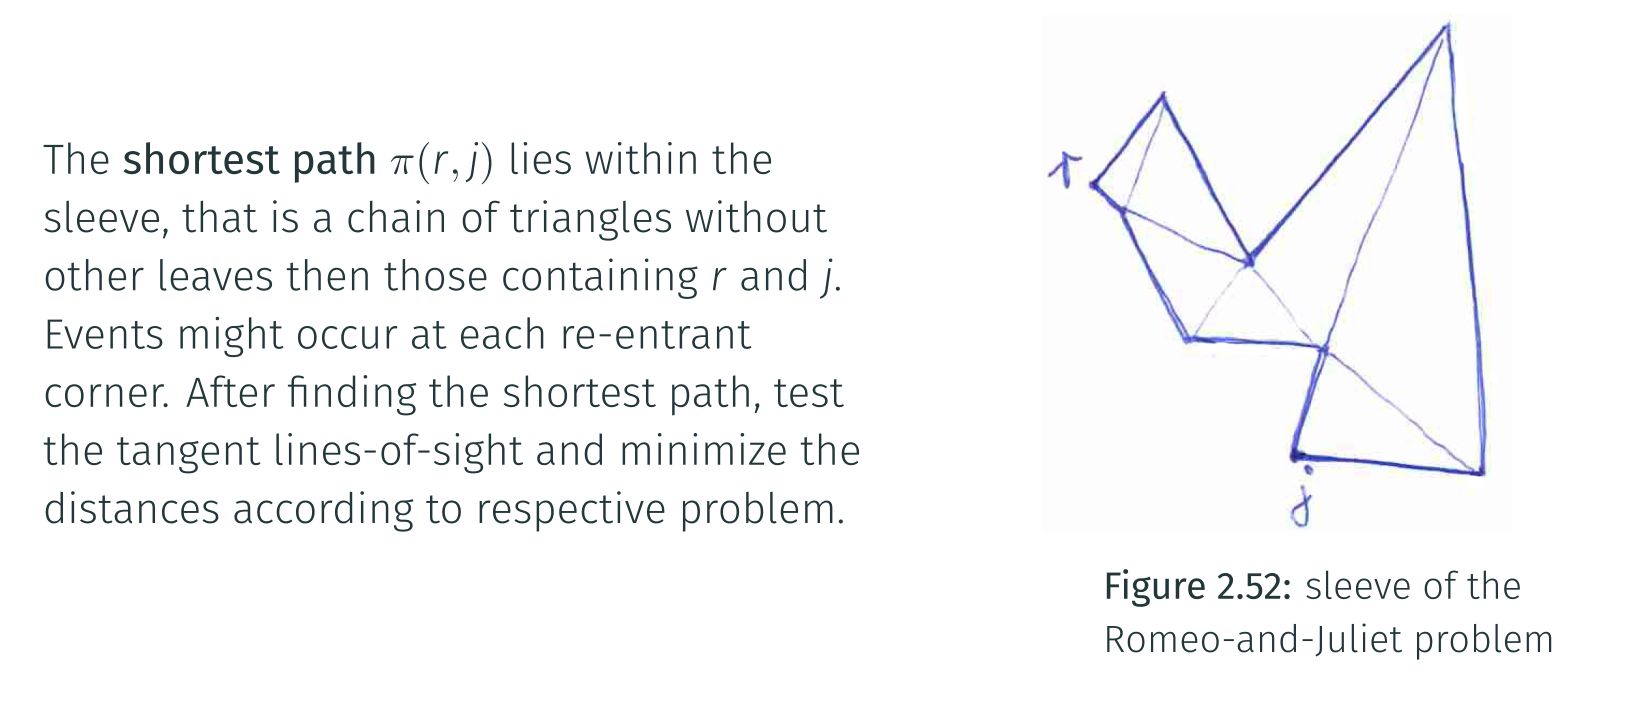 The shortest path π(r, j) lies within the
sleeve, that is a chain of triangles without
other leaves then those containing r and j.
Events might occur at each re-entrant
corner. After finding the shortest path, test
the tangent lines-of-sight and minimize the
distances according to respective problem.
r
j
Figure 2.52: sleeve of the
Romeo-and-Juliet problem